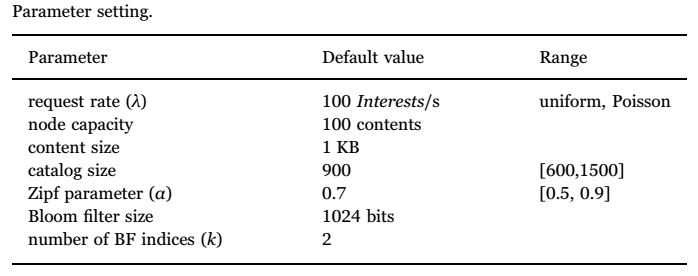 Parameter setting.
Parameter Default value Range
request rate (λ) 100 Interests/s uniform, Poisson
node capacity 100 contents
content size 1 KB
catalog size 900 [600,1500]
Zipf parameter (α) 0.7 [0.5, 0.9]
Bloom filter size 1024 bits
number of BF indices (k) 2